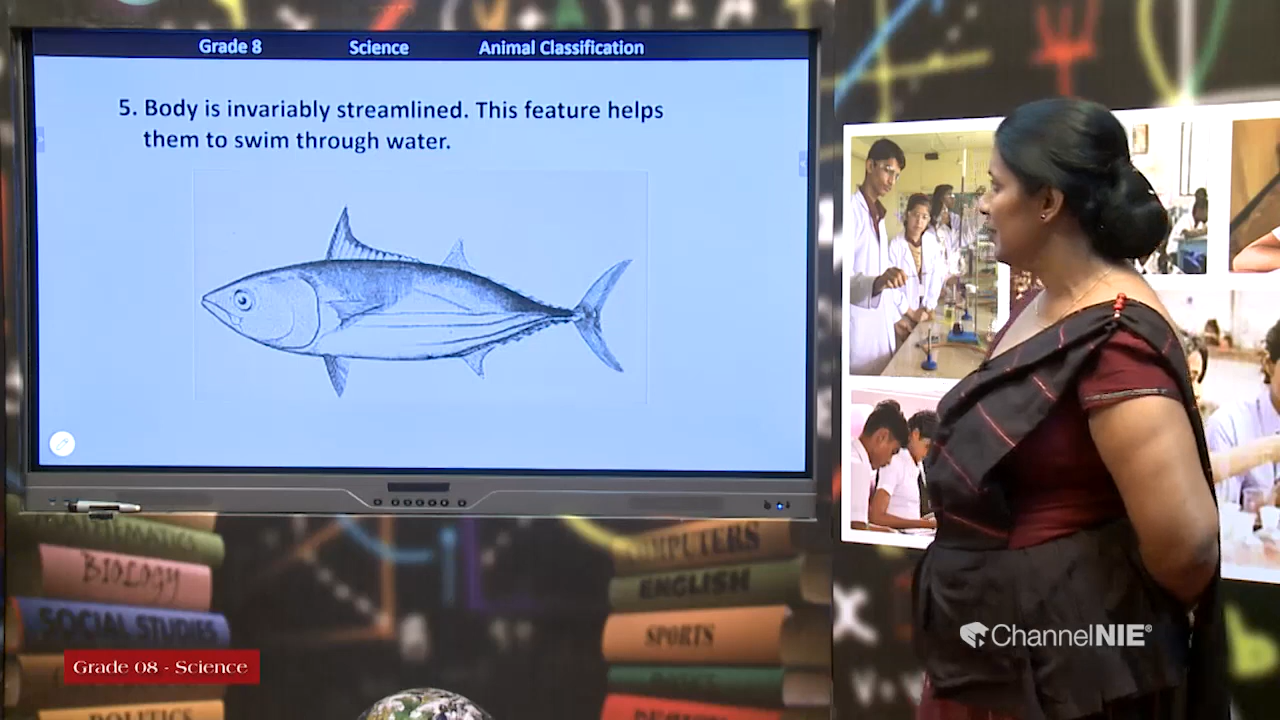 Grade 8 Science Animal Classification
5. Body is invariably streamlined. This feature helps
them to swim through water.
MATHEMATICS
BIOLOGY
SOCIAL STUDIES
POLITICS
COMPUTERS
ENGLISH
SPORTS
Grade 08 - Science
ChannelNIE®